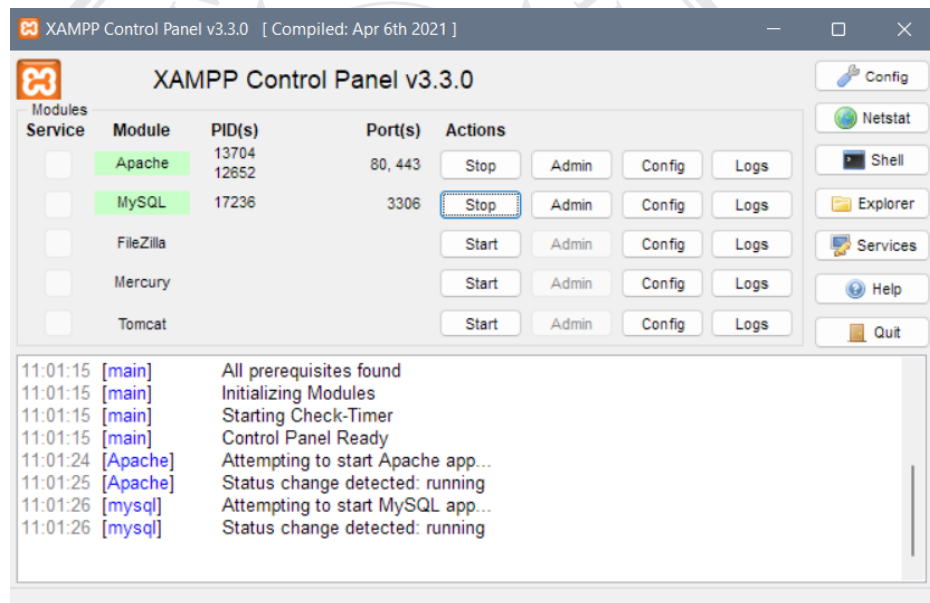 XAMPP Control Panel v3.3.0 [ Compiled: Apr 6th 2021 ]
XAMPP Control Panel v3.3.0
Config
Modules
Service Module PID(s) Port(s) Actions
Netstat
Apache 13704 12652 80, 443 Stop Admin Config Logs
Shell
MySQL 17236 3306 Stop Admin Config Logs
Explorer
FileZilla Start Admin Config Logs
Services
Mercury Start Admin Config Logs
Help
Tomcat Start Admin Config Logs
Quit
11:01:15 [main] All prerequisites found
11:01:15 [main] Initializing Modules
11:01:15 [main] Starting Check-Timer
11:01:15 [main] Control Panel Ready
11:01:24 [Apache] Attempting to start Apache app...
11:01:25 [Apache] Status change detected: running
11:01:26 [mysql] Attempting to start MySQL app...
11:01:26 [mysql] Status change detected: running